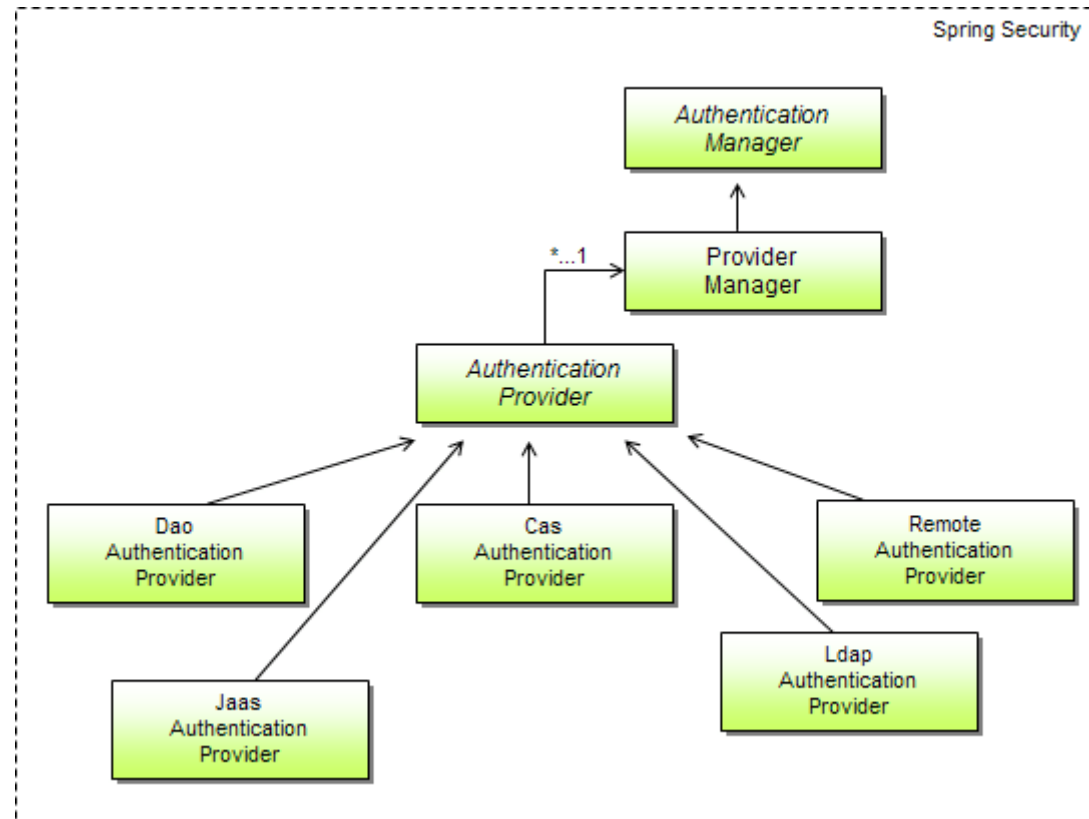 Spring Security
Authentication
Manager
*...1
Provider
Manager
Authentication
Provider
Dao
Authentication
Provider
Cas
Authentication
Provider
Remote
Authentication
Provider
Jaas
Authentication
Provider
Ldap
Authentication
Provider